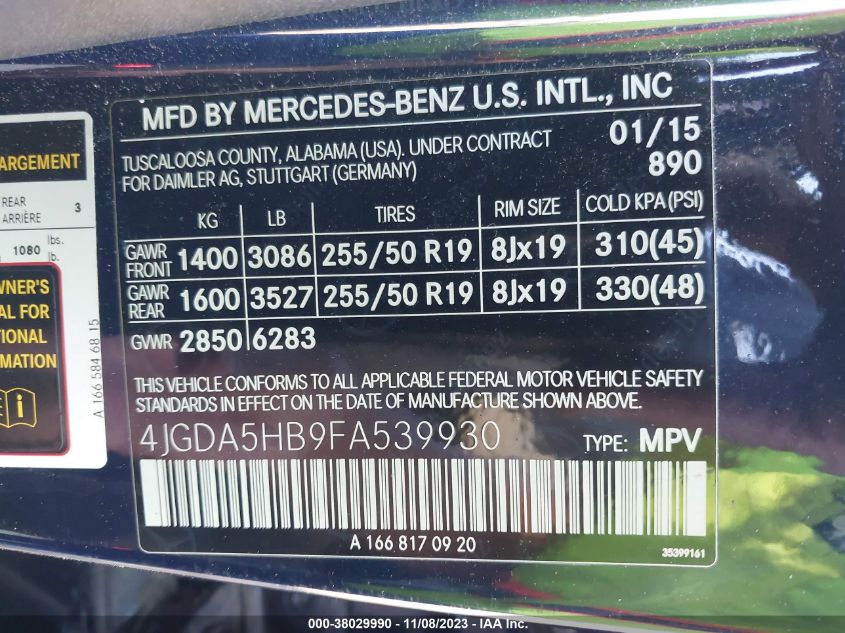 MFD BY MERCEDES-BENZ U.S. INTL., INC
TUSCALOOSA COUNTY, ALABAMA (USA). UNDER CONTRACT
FOR DAIMLER AG, STUTTGART (GERMANY)
01/15
890
KG LB TIRES RIM SIZE COLD KPA (PSI)
GAWR FRONT 1400 3086 255/50 R19 8Jx19 310(45)
GAWR REAR 1600 3527 255/50 R19 8Jx19 330(48)
GVWR 2850 6283
THIS VEHICLE CONFORMS TO ALL APPLICABLE FEDERAL MOTOR VEHICLE SAFETY
STANDARDS IN EFFECT ON THE DATE OF MANUFACTURE SHOWN ABOVE.
4JGDA5HB9FA539930 TYPE: MPV
A 166 817 09 20
35399161
ARGEMENT
REAR
ARRIÈRE 3
1080 lbs.
lb.
WNER'S
AL FOR
TIONAL
RMATION
A 166 584 68 15
000-38029990 - 11/08/2023 - IAA Inc.